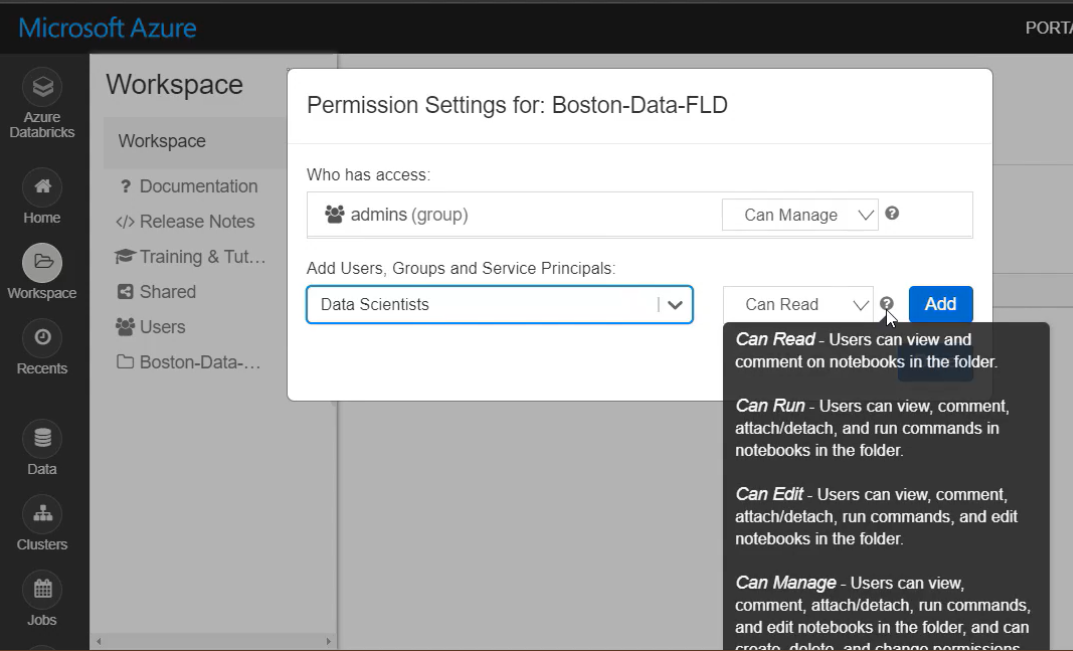 Microsoft Azure
PORTA
Azure
Databricks
Home
Workspace
Recents
Data
Clusters
Jobs
Workspace
Workspace
? Documentation
</> Release Notes
Training & Tut...
Shared
Users
Boston-Data-...
Permission Settings for: Boston-Data-FLD
Who has access:
admins (group)
Can Manage
?
Add Users, Groups and Service Principals:
Data Scientists
Can Read
?
Add
Can Read - Users can view and
comment on notebooks in the folder.
Can Run - Users can view, comment,
attach/detach, and run commands in
notebooks in the folder.
Can Edit - Users can view, comment,
attach/detach, run commands, and edit
notebooks in the folder.
Can Manage - Users can view,
comment, attach/detach, run commands,
and edit notebooks in the folder, and can
create, delete, and change permissions